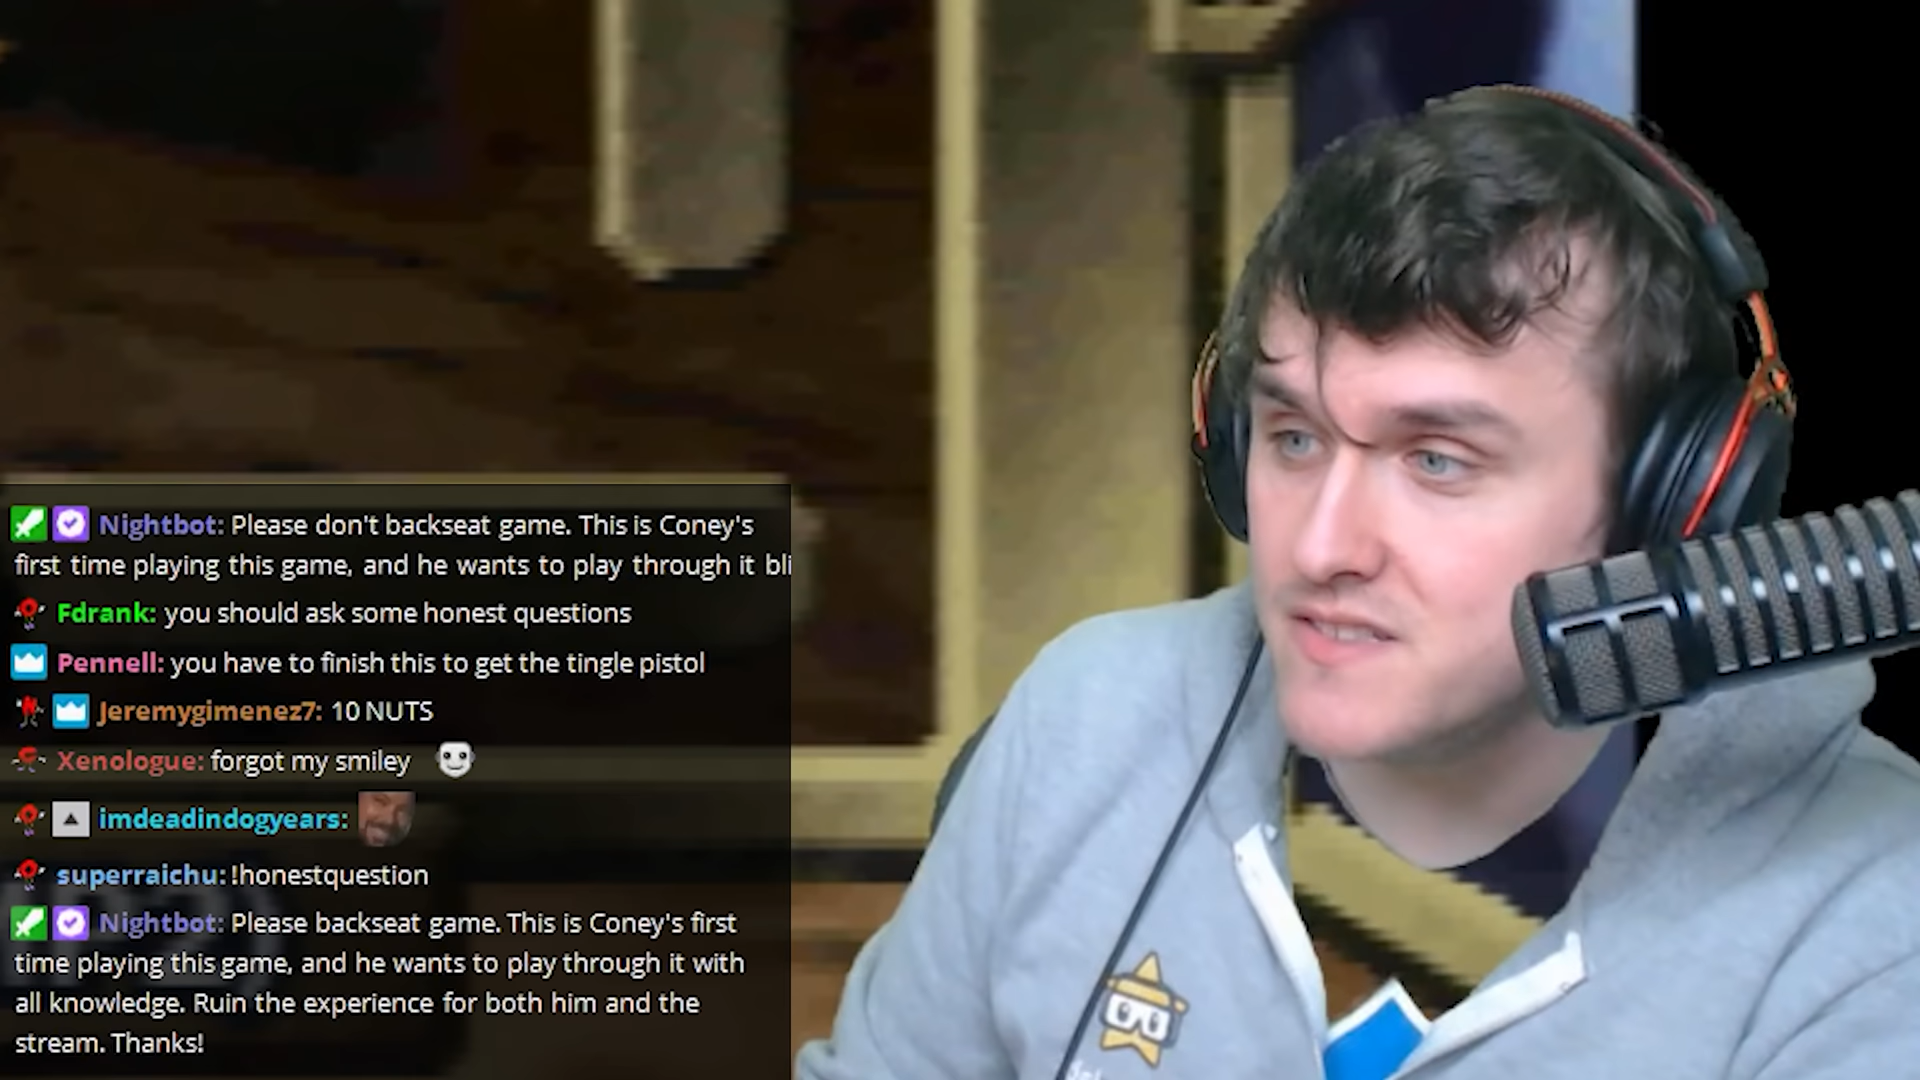 Nightbot: Please don't backseat game. This is Coney's
first time playing this game, and he wants to play through it bli
Fdrank: you should ask some honest questions
Pennell: you have to finish this to get the tingle pistol
Jeremygimenez7: 10 NUTS
Xenologue: forgot my smiley
imdeadindogyears:
superraichu: !honestquestion
Nightbot: Please backseat game. This is Coney's first
time playing this game, and he wants to play through it with
all knowledge. Ruin the experience for both him and the
stream. Thanks!